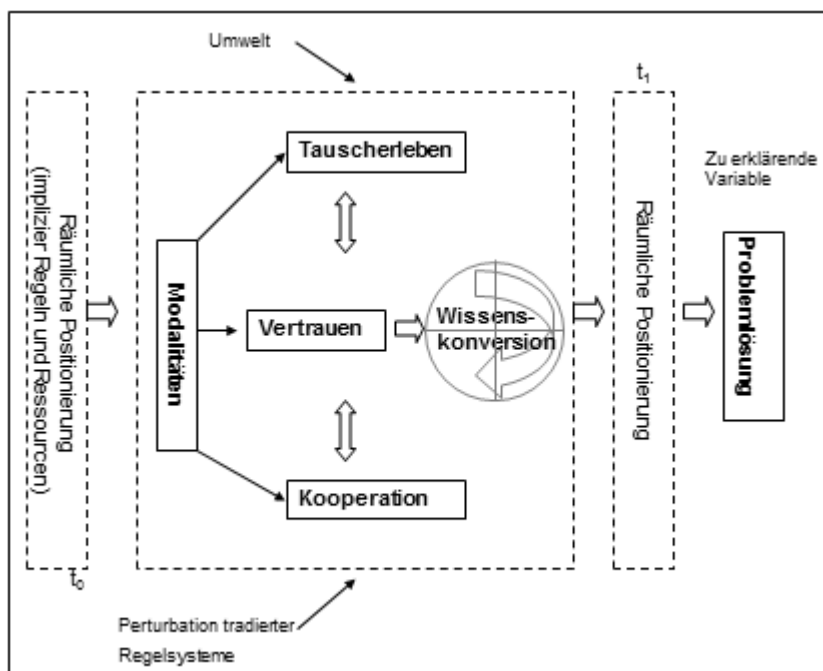 Umwelt
t1
Räumliche Positionierung
(implizier Regeln und Ressourcen)
t0
Modalitäten
Tauscherleben
Vertrauen
Kooperation
Wissens-
konversion
Räumliche Positionierung
Zu erklärende
Variable
Problemlösung
Perturbation tradierter
Regelsysteme